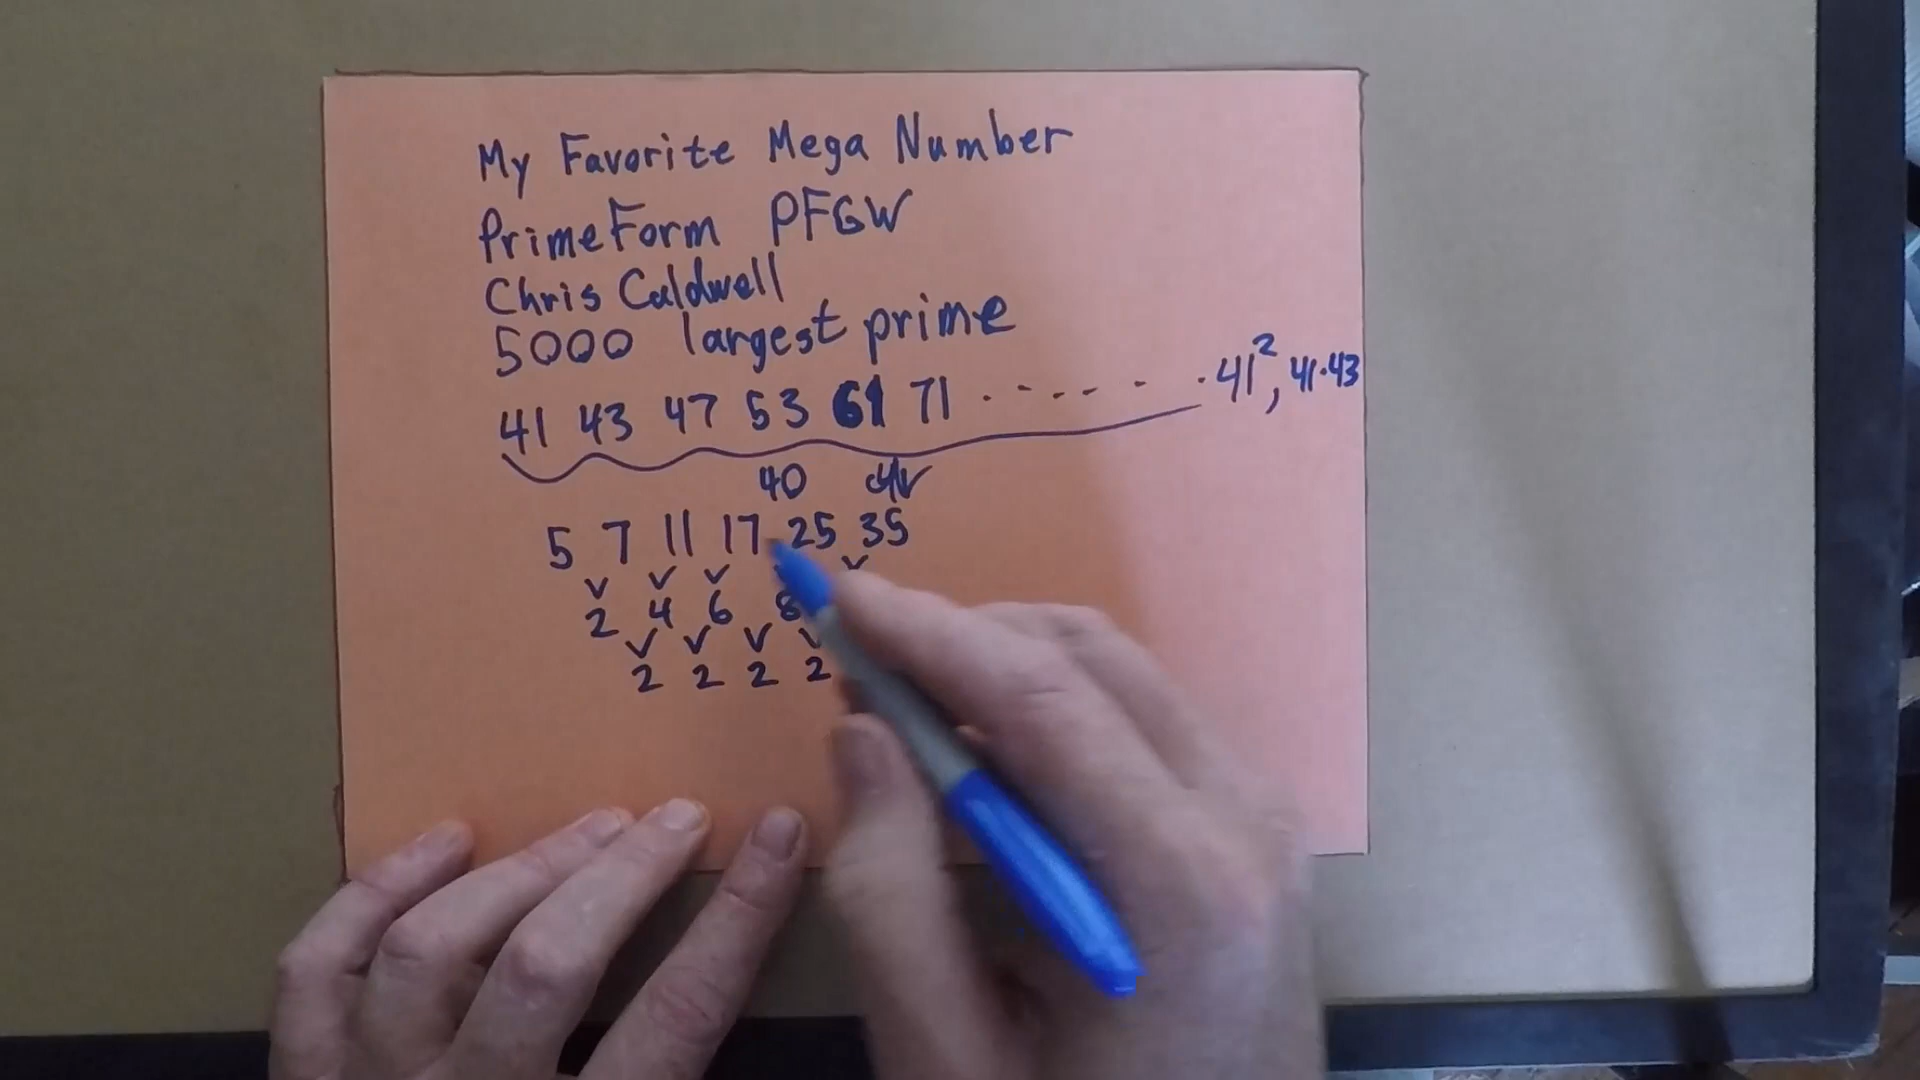 My Favorite Mega Number
PrimeForm PFGW
Chris Caldwell
5000 largest prime
41 43 47 53 61 71 . - - - - - . 41², 41·43
40
5 7 11 17 25 35
2 4 6 8
2 2 2 2